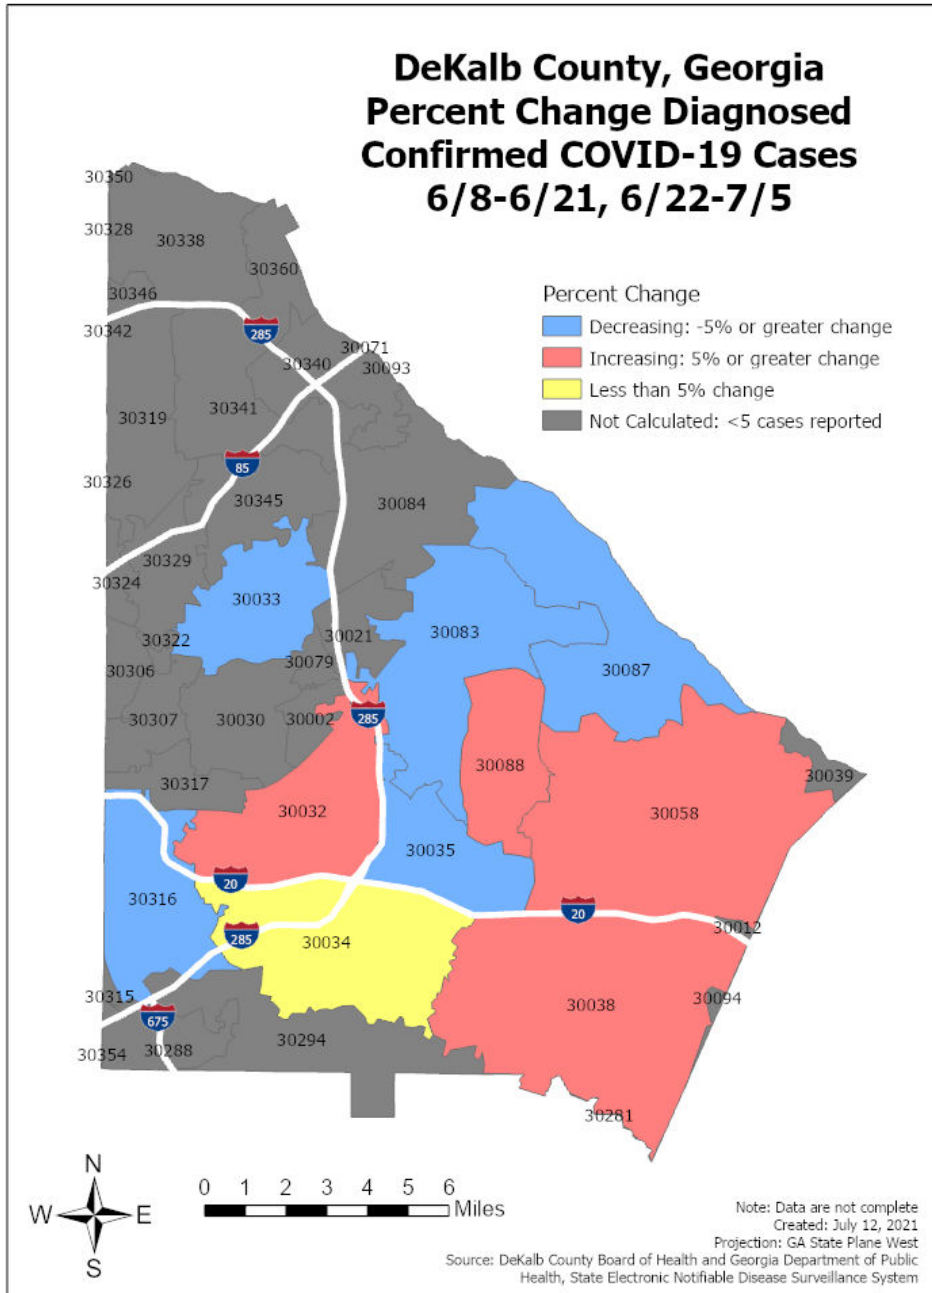 DeKalb County, Georgia
Percent Change Diagnosed
Confirmed COVID-19 Cases
6/8-6/21, 6/22-7/5
30350
30328
30338
30360
30346
30342
285
Percent Change
Decreasing: -5% or greater change
Increasing: 5% or greater change
Less than 5% change
Not Calculated: <5 cases reported
30071
30340
30093
30341
30319
85
30326
30345
30084
30329
30324
30033
30322
30021
30083
30079
30306
30087
30307
30030
30002
285
30317
30088
30039
30032
30058
30035
20
30316
20
285
30034
30012
30315
30094
30038
675
30294
30354
30288
30281
N
W
E
S
0 1 2 3 4 5 6
Miles
Note: Data are not complete
Created: July 12, 2021
Projection: GA State Plane West
Source: DeKalb County Board of Health and Georgia Department of Public
Health, State Electronic Notifiable Disease Surveillance System